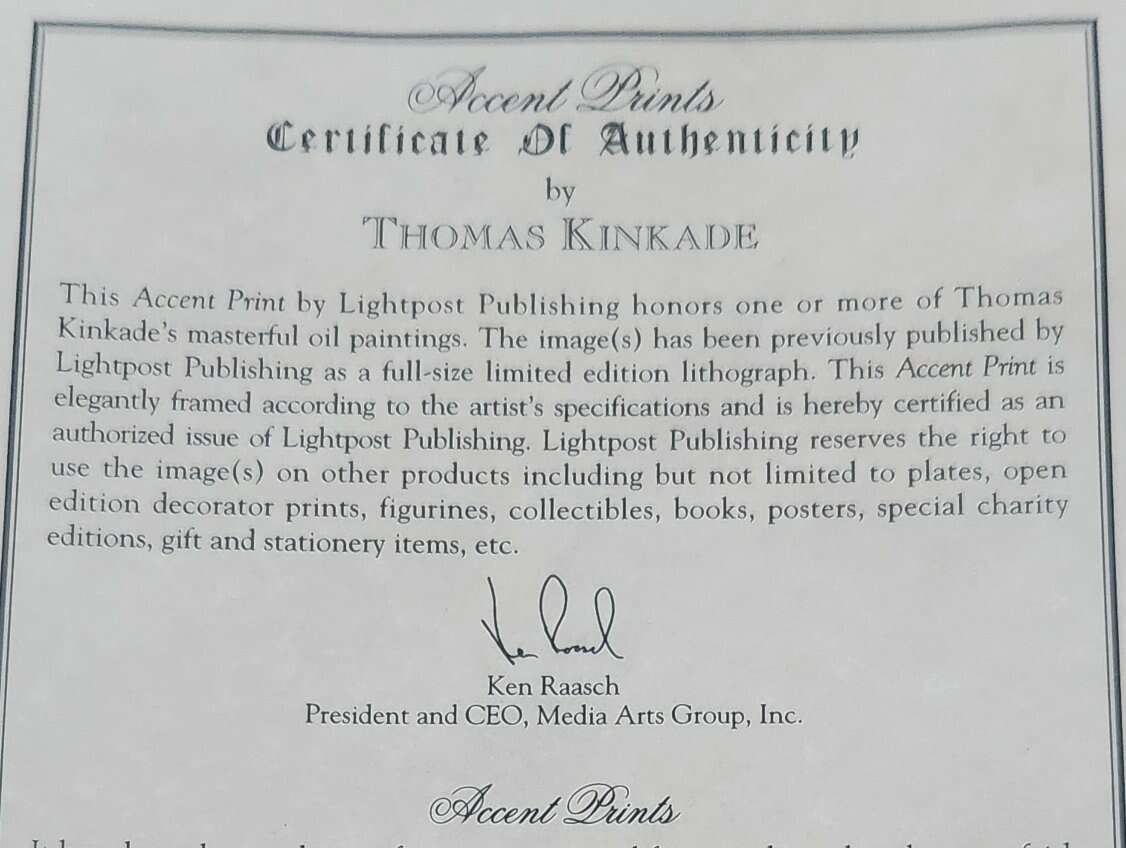 Accent Prints
Certificate Of Authenticity
by
THOMAS KINKADE
This Accent Print by Lightpost Publishing honors one or more of Thomas
Kinkade's masterful oil paintings. The image(s) has been previously published by
Lightpost Publishing as a full-size limited edition lithograph. This Accent Print is
elegantly framed according to the artist's specifications and is hereby certified as an
authorized issue of Lightpost Publishing. Lightpost Publishing reserves the right to
use the image(s) on other products including but not limited to plates, open
edition decorator prints, figurines, collectibles, books, posters, special charity
editions, gift and stationery items, etc.
Ken Raasch
Ken Raasch
President and CEO, Media Arts Group, Inc.
Accent Prints